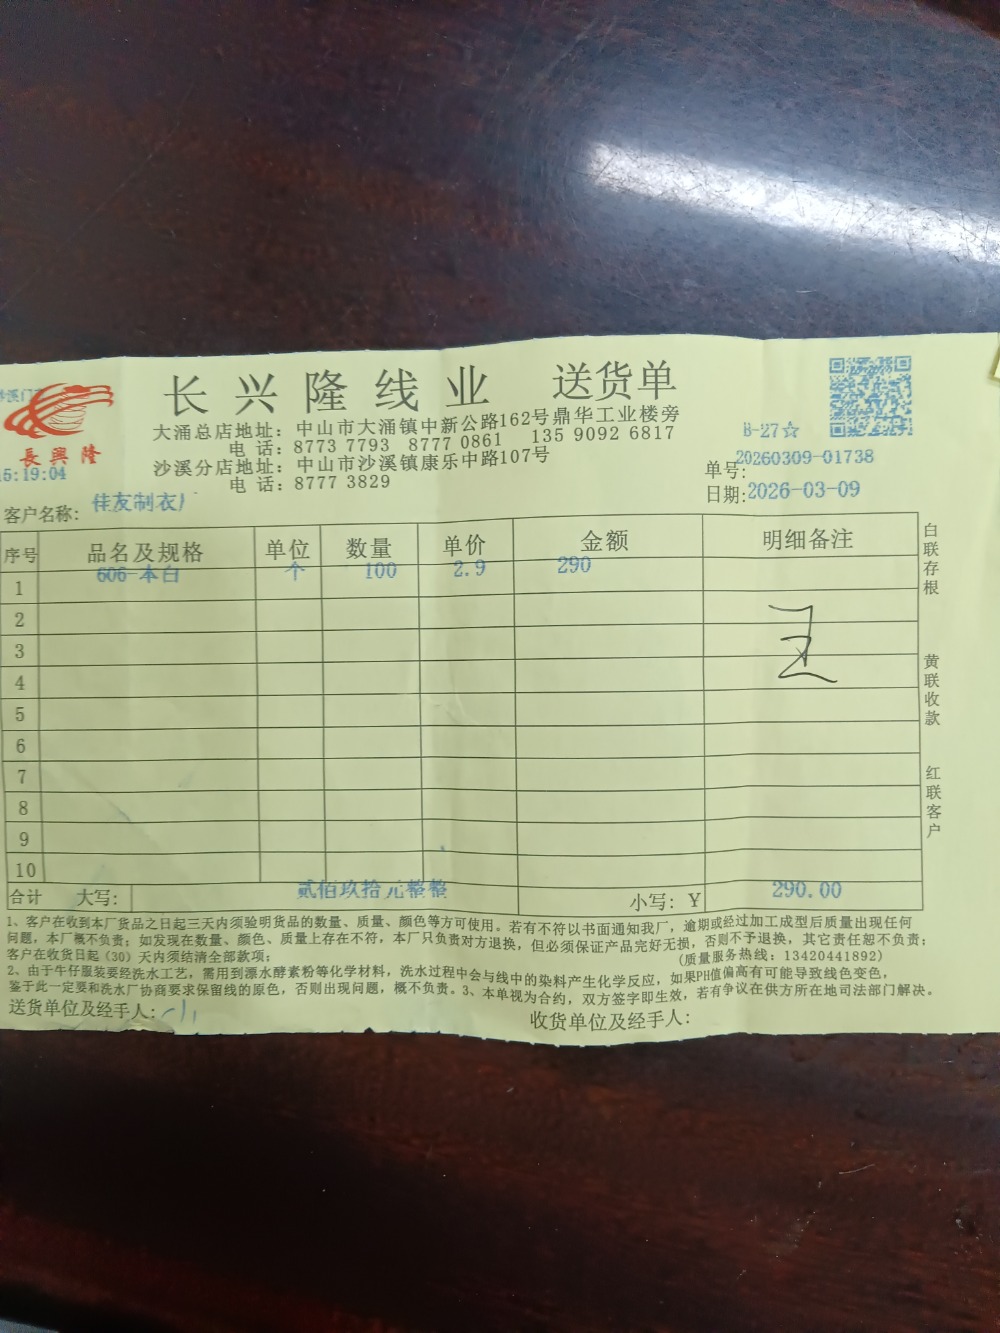 长兴隆线业 送货单
大涌总店地址：中山市大涌镇中新公路162号鼎华工业楼旁
电 话：8773 7793 8777 0861 135 9092 6817
沙溪分店地址：中山市沙溪镇康乐中路107号
电 话：8777 3829
長興隆
15:19:04
B-27☆
单号：20260309-01738
日期：2026-03-09
客户名称：佳友制衣厂
序号 品名及规格 单位 数量 单价 金额 明细备注
1 606-本白 个 100 2.9 290
2
3
4
5
6
7
8
9
10
合计 大写：贰佰玖拾元整整 小写：¥ 290.00
白联存根
黄联收款
红联客户
1、客户在收到本厂货品之日起三天内须验明货品的数量、质量、颜色等方可使用。若有不符以书面通知我厂，逾期或经过加工成型后质量出现任何
问题，本厂概不负责；如发现在数量、颜色、质量上存在不符，本厂只负责对方退换，但必须保证产品完好无损，否则不予退换，其它责任恕不负责；
客户在收货日起（30）天内须结清全部款项； (质量服务热线：13420441892)
2、由于牛仔服装要经洗水工艺，需用到漂水酵素粉等化学材料，洗水过程中会与线中的染料产生化学反应，如果PH值偏高有可能导致线色变色，
鉴于此一定要和洗水厂协商要求保留线的原色，否则出现问题，概不负责。3、本单视为合约，双方签字即生效，若有争议在供方所在地司法部门解决。
送货单位及经手人：
收货单位及经手人：